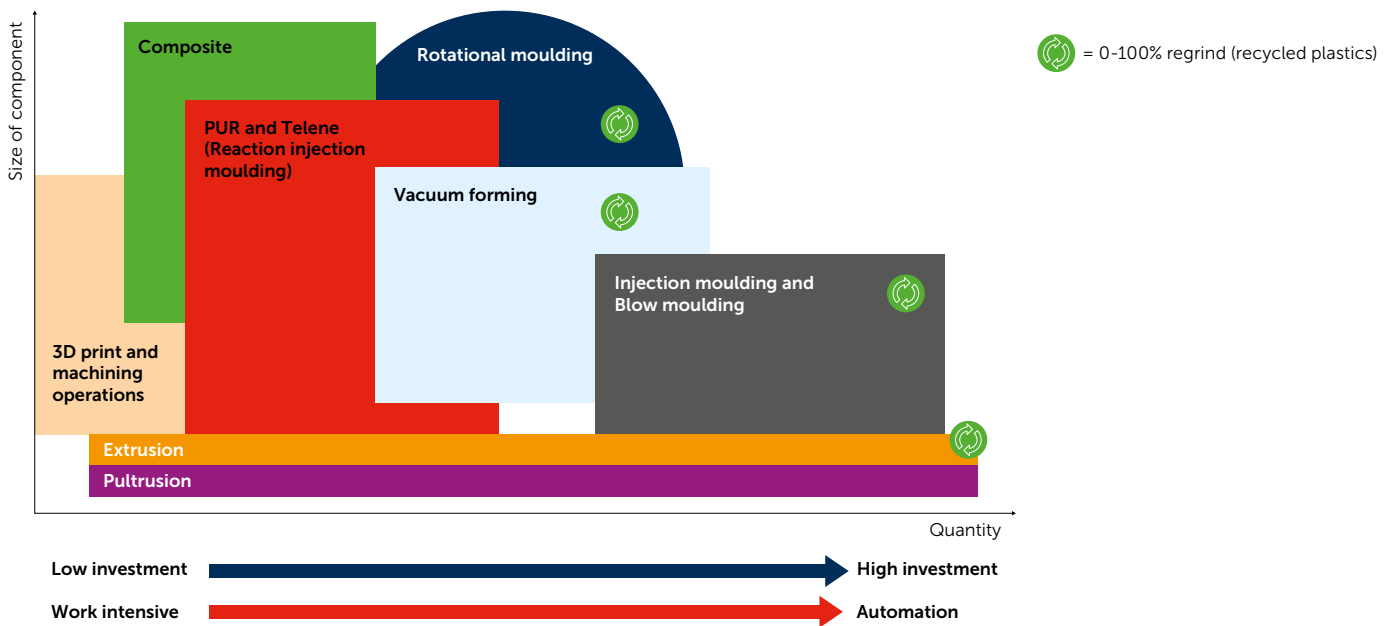 Size of component
Composite
Rotational moulding
= 0-100% regrind (recycled plastics)
PUR and Telene
(Reaction injection
moulding)
Vacuum forming
Injection moulding and
Blow moulding
3D print and
machining
operations
Extrusion
Pultrusion
Quantity
Low investment
High investment
Work intensive
Automation